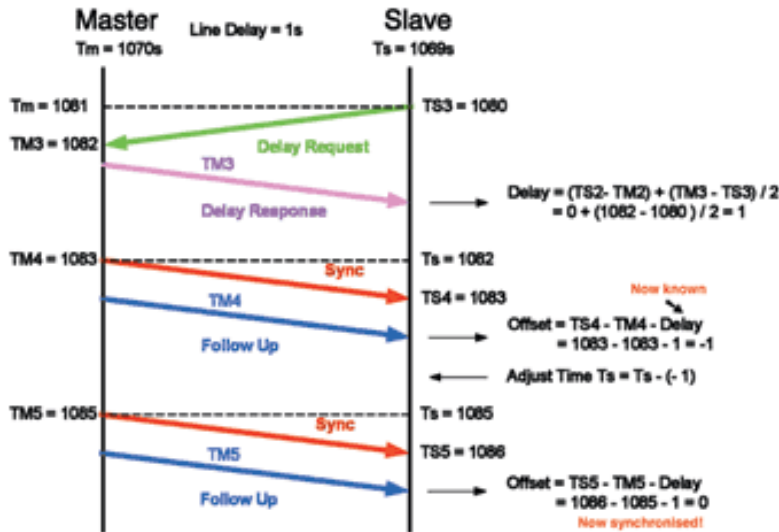 Master
Slave
Line Delay = 1s
Tm = 1070s
Ts = 1069s
Tm = 1081
TS3 = 1080
TM3 = 1082
Delay Request
TM3
Delay Response
Delay = (TS2- TM2) + (TM3 - TS3) / 2
= 0 + (1082 - 1080 ) / 2 = 1
TM4 = 1083
Ts = 1082
Sync
TM4
TS4 = 1083
Now known
Follow Up
Offset = TS4 - TM4 - Delay
= 1083 - 1083 - 1 = -1
Adjust Time Ts = Ts - (- 1)
TM5 = 1085
Ts = 1085
Sync
TM5
TS5 = 1086
Follow Up
Offset = TS5 - TM5 - Delay
= 1086 - 1085 - 1 = 0
Now synchronised!